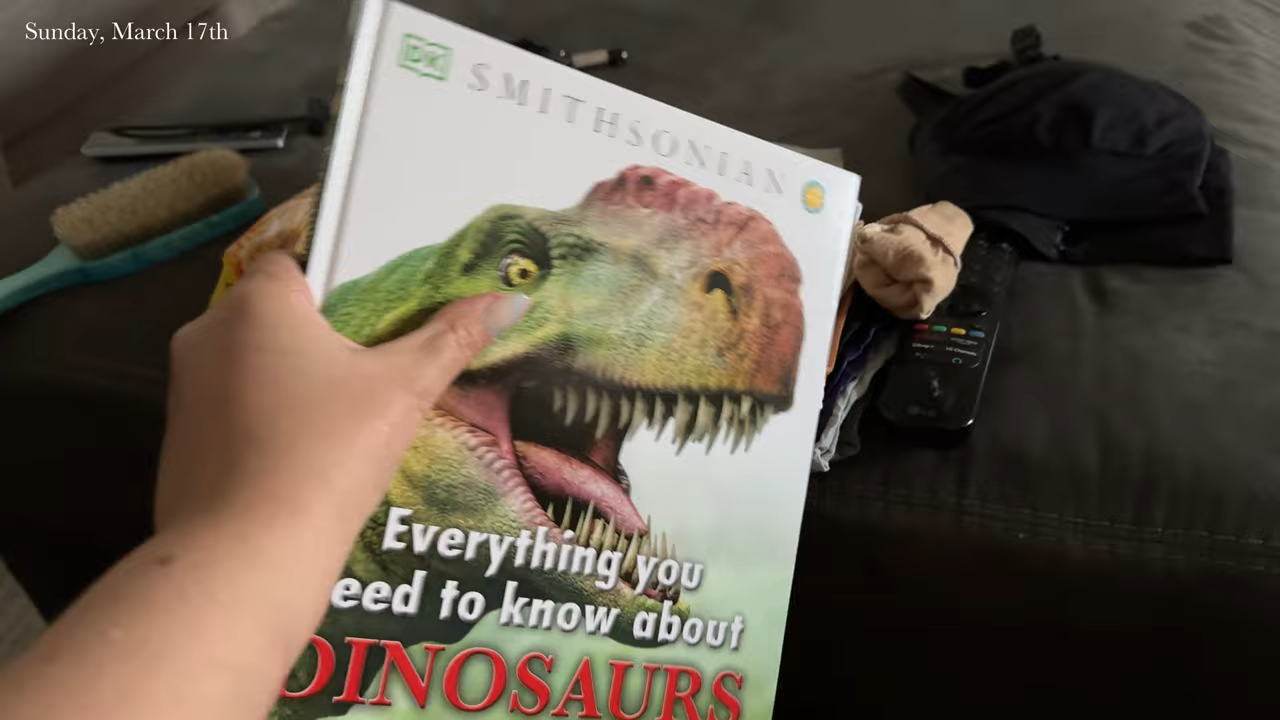 Sunday, March 17th
DK
SMITHSONIAN
Everything you
eed to know about
DINOSAURS